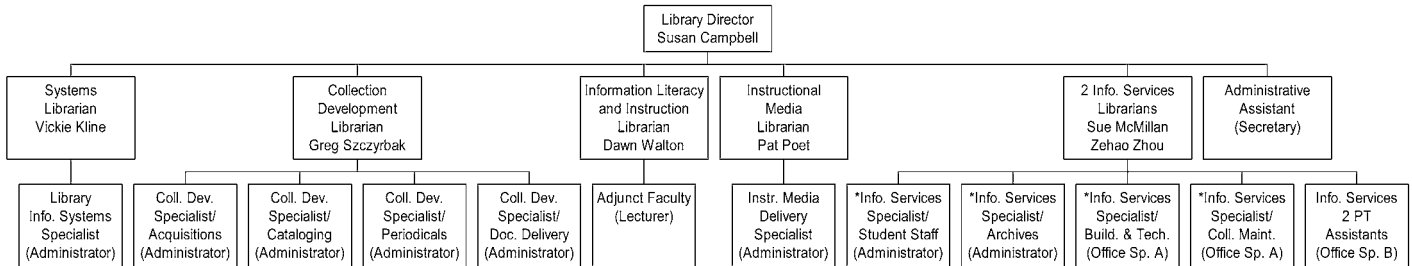 Library Director
Susan Campbell
Systems
Librarian
Vickie Kline
Collection
Development
Librarian
Greg Szczyrbak
Information Literacy
and Instruction
Librarian
Dawn Walton
Instructional
Media
Librarian
Pat Poet
2 Info. Services
Librarians
Sue McMillan
Zehao Zhou
Administrative
Assistant
(Secretary)
Library
Info. Systems
Specialist
(Administrator)
Coll. Dev.
Specialist/
Acquisitions
(Administrator)
Coll. Dev.
Specialist/
Cataloging
(Administrator)
Coll. Dev.
Specialist/
Periodicals
(Administrator)
Coll. Dev.
Specialist/
Doc. Delivery
(Administrator)
Adjunct Faculty
(Lecturer)
Instr. Media
Delivery
Specialist
(Administrator)
*Info. Services
Specialist/
Student Staff
(Administrator)
*Info. Services
Specialist/
Archives
(Administrator)
*Info. Services
Specialist/
Build. & Tech.
(Office Sp. A)
*Info. Services
Specialist/
Coll. Maint.
(Office Sp. A)
Info. Services
2 PT
Assistants
(Office Sp. B)